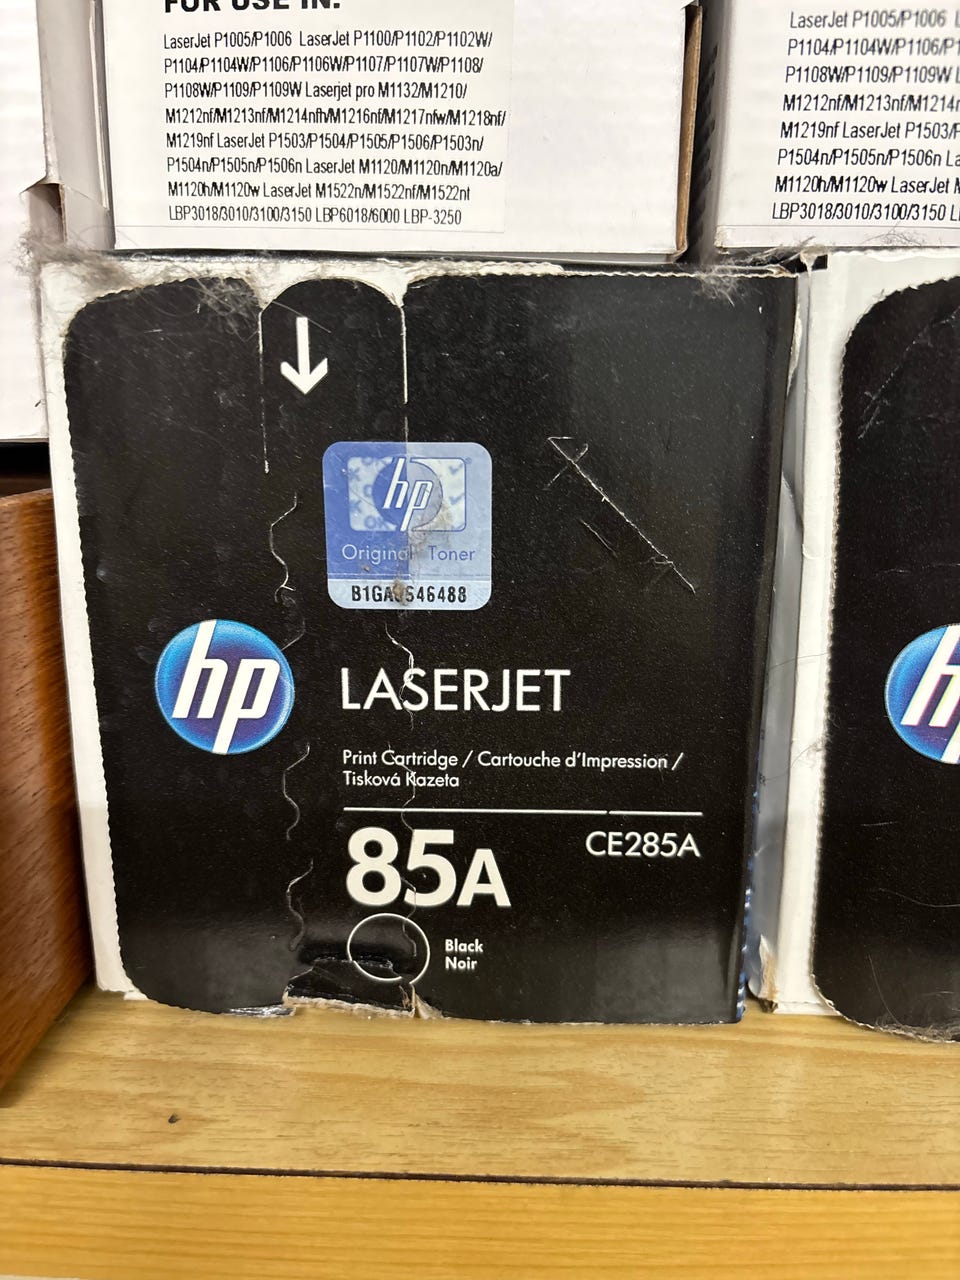 FOR USE IN:
LaserJet P1005/P1006 LaserJet P1100/P1102/P1102W/
P1104/P1104W/P1106/P1106W/P1107/P1107W/P1108/
P1108W/P1109/P1109W Laserjet pro M1132/M1210/
M1212nf/M1213nf/M1214nfh/M1216nf/M1217nfw/M1218nf/
M1219nf LaserJet P1503/P1504/P1505/P1506/P1503n/
P1504n/P1505n/P1506n LaserJet M1120/M1120n/M1120a/
M1120h/M1120w LaserJet M1522n/M1522nf/M1522nt
LBP3018/3010/3100/3150 LBP6018/6000 LBP-3250
LaserJet P1005/P1006
P1104/P1104W/P1106/
P1108W/P1109/P1109W
M1212nf/M1213nf/
M1219nf LaserJet P1503/
P1504n/P1505n/P1506n
M1120h/M1120w LaserJet
LBP3018/3010/3100/3150
hp
Original Toner
hp
LASERJET
Print Cartridge / Cartouche d'Impression /
Tisková Kazeta
85A
CE285A
Black
Noir